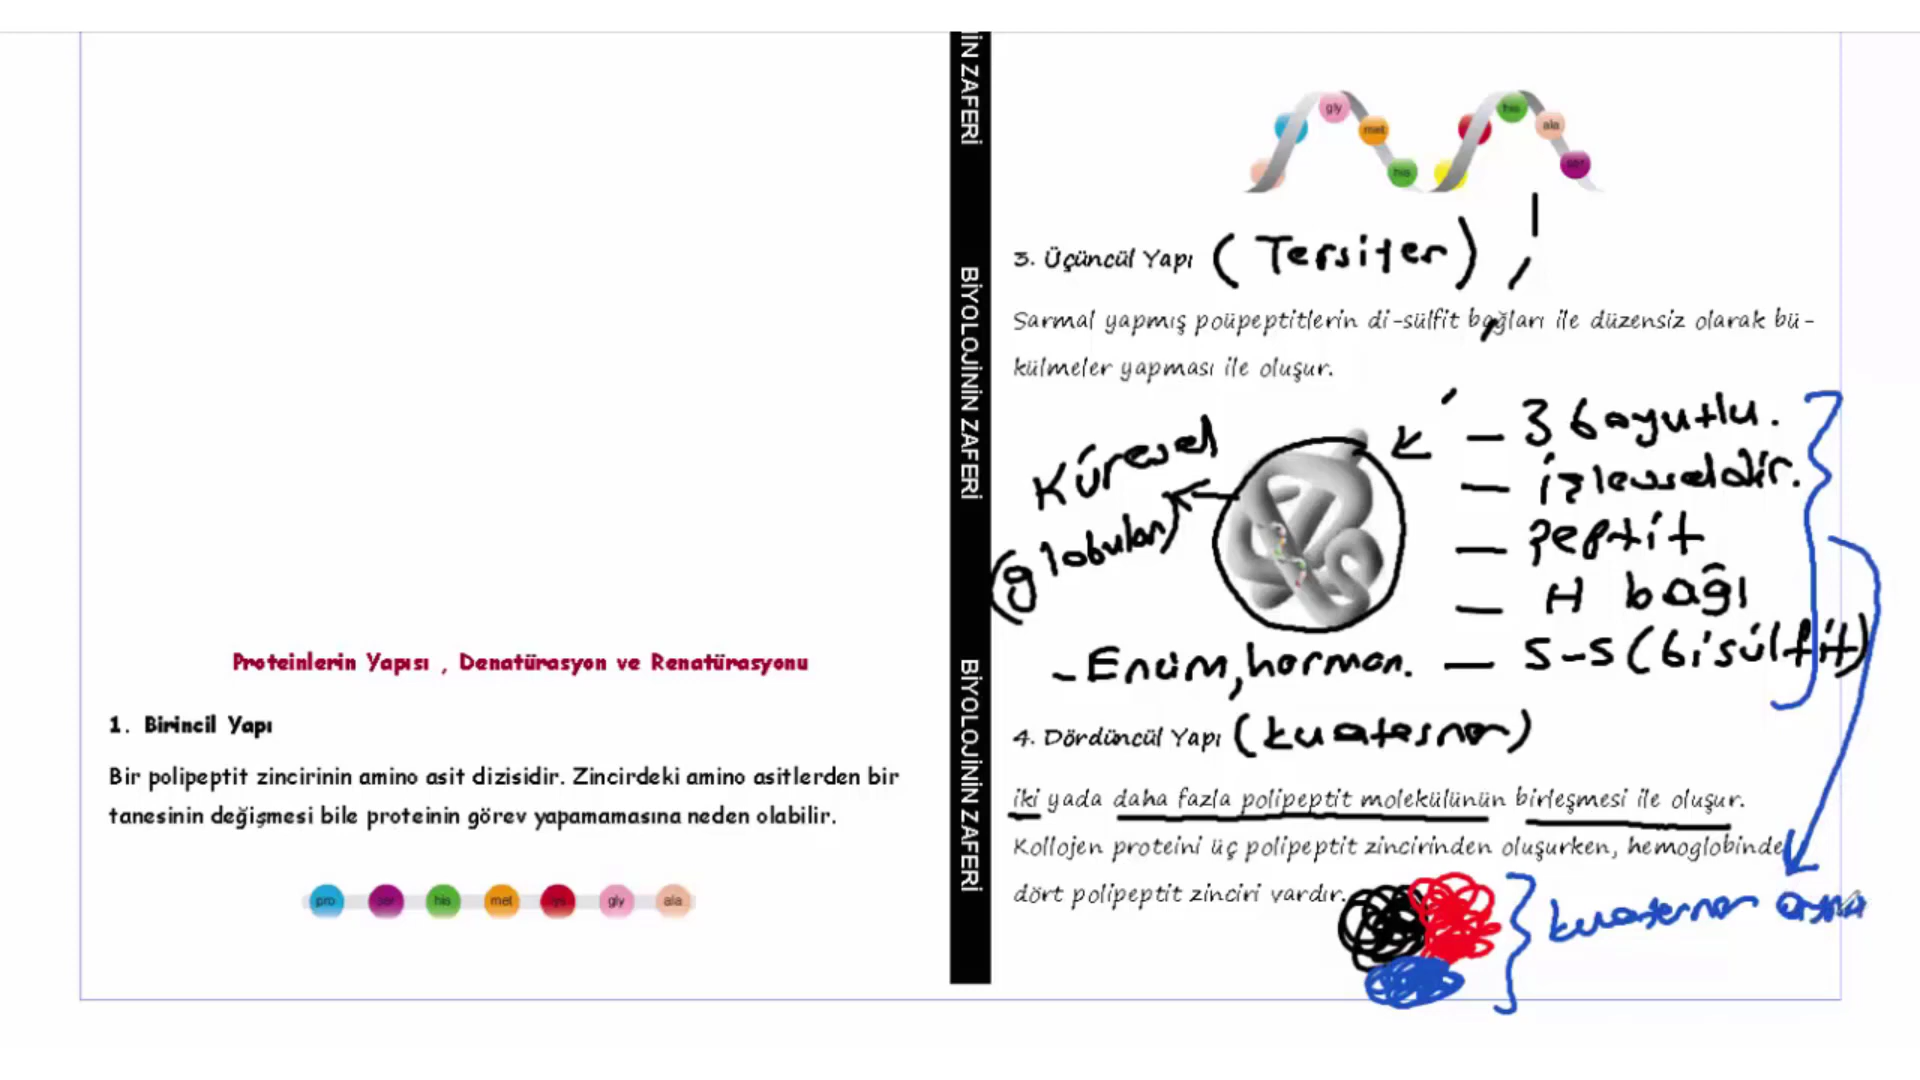 Proteinlerin Yapısı , Denatürasyon ve Renatürasyonu
1. Birincil Yapı
Bir polipeptit zincirinin amino asit dizisidir. Zincirdeki amino asitlerden bir
tanesinin değişmesi bile proteinin görev yapamamasına neden olabilir.
pro ser his met lys gly ala
İN ZAFERİ
BİYOLOJİNİN ZAFERİ
BİYOLOJİNİN ZAFERİ
gly met his his ala
3. Üçüncül Yapı (Tersiter)
Sarmal yapmış poüpeptitlerin di-sülfit bağları ile düzensiz olarak bü-
külmeler yapması ile oluşur.
Küresel
(globular)
- 3 boyutlu.
- işlevseldir.
- peptit
- H bağı
- S-S (bisülfit)
- Enzim, hormon.
4. Dördüncül Yapı (kuaterner)
iki yada daha fazla polipeptit molekülünün birleşmesi ile oluşur.
Kollojen proteini üç polipeptit zincirinden oluşurken, hemoglobinde
dört polipeptit zinciri vardır.
kuaterner